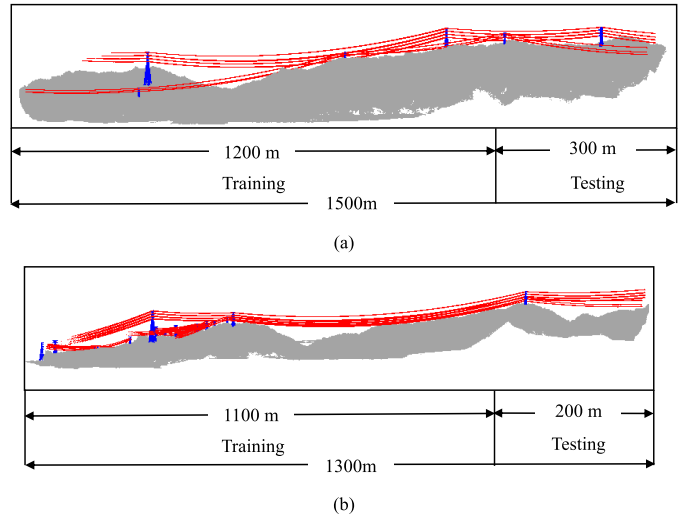 1200 m 300 m
Training Testing
1500m
(a)
1100 m 200 m
Training Testing
1300m
(b)